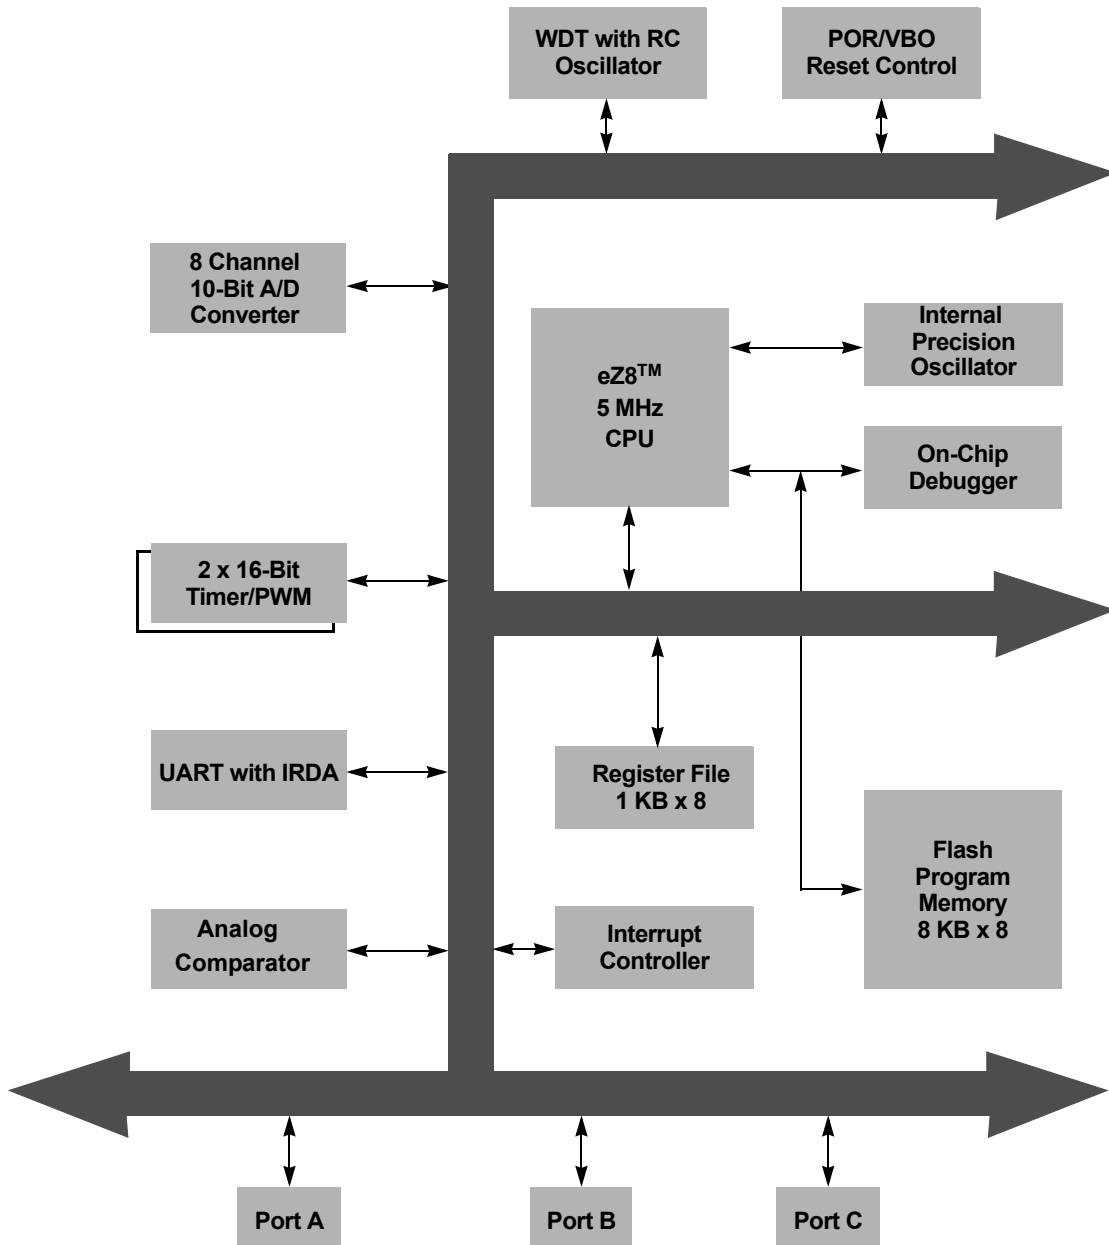 WDT with RC
Oscillator
POR/VBO
Reset Control
8 Channel
10-Bit A/D
Converter
eZ8™
5 MHz
CPU
Internal
Precision
Oscillator
On-Chip
Debugger
2 x 16-Bit
Timer/PWM
UART with IRDA
Register File
1 KB x 8
Flash
Program
Memory
8 KB x 8
Analog
Comparator
Interrupt
Controller
Port A
Port B
Port C